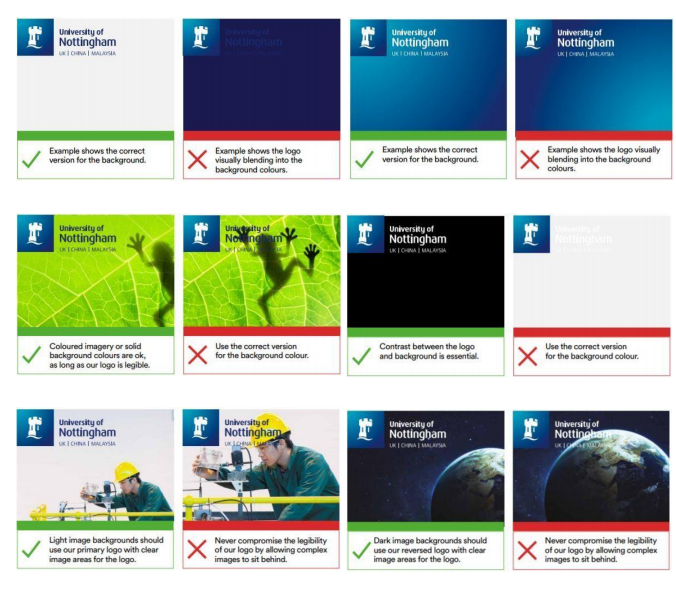 University of
Nottingham
UK | CHINA | MALAYSIA
Example shows the correct
version for the background.
University of
Nottingham
Example shows the logo
visually blending into the
background colours.
University of
Nottingham
UK | CHINA | MALAYSIA
Example shows the correct
version for the background.
University of
Nottingham
UK | CHINA | MALAYSIA
Example shows the logo visually
blending into the background
colours.
University of
Nottingham
UK | CHINA | MALAYSIA
Coloured imagery or solid
background colours are ok,
as long as our logo is legible.
University of
Nottingham
UK | CHINA | MALAYSIA
Use the correct version
for the background colour.
University of
Nottingham
UK | CHINA | MALAYSIA
Contrast between the logo
and background is essential.
Nottingham
Use the correct version
for the background colour.
University of
Nottingham
UK | CHINA | MALAYSIA
Light image backgrounds should
use our primary logo with clear
image areas for the logo.
University of
Nottingham
UK | CHINA | MALAYSIA
Never compromise the legibility
of our logo by allowing complex
images to sit behind.
University of
Nottingham
UK | CHINA | MALAYSIA
Dark image backgrounds should
use our reversed logo with clear
image areas for the logo.
University of
Nottingham
UK | CHINA | MALAYSIA
Never compromise the legibility
of our logo by allowing complex
images to sit behind.